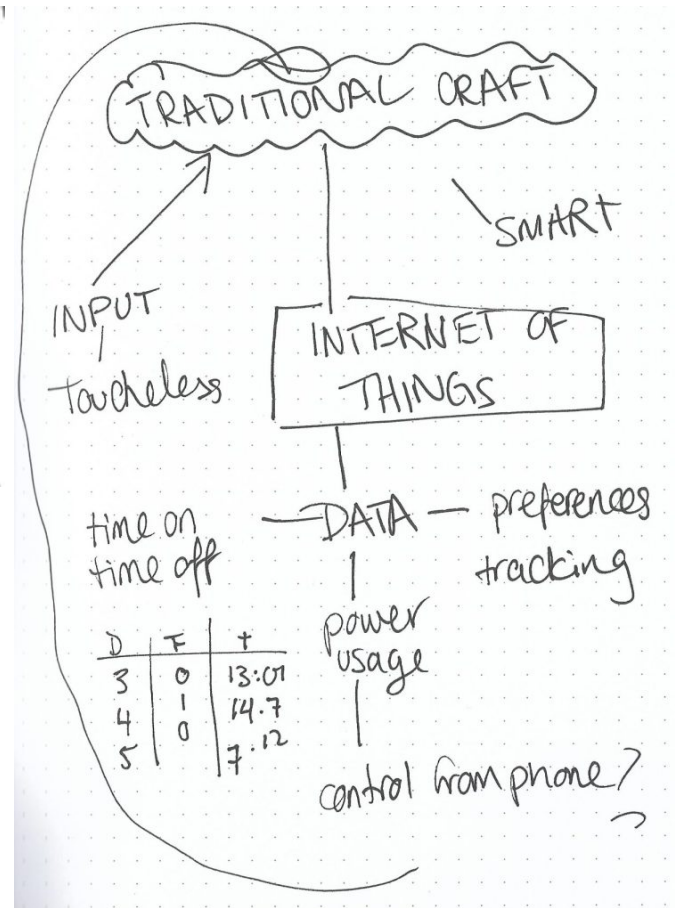 TRADITIONAL CRAFT
SMART
INPUT
Toucheless
INTERNET OF
THINGS
time on
time off
DATA
preferences
tracking
power
usage
D F t
3 0 13:01
4 1 14.7
5 0 7.12
control from phone?